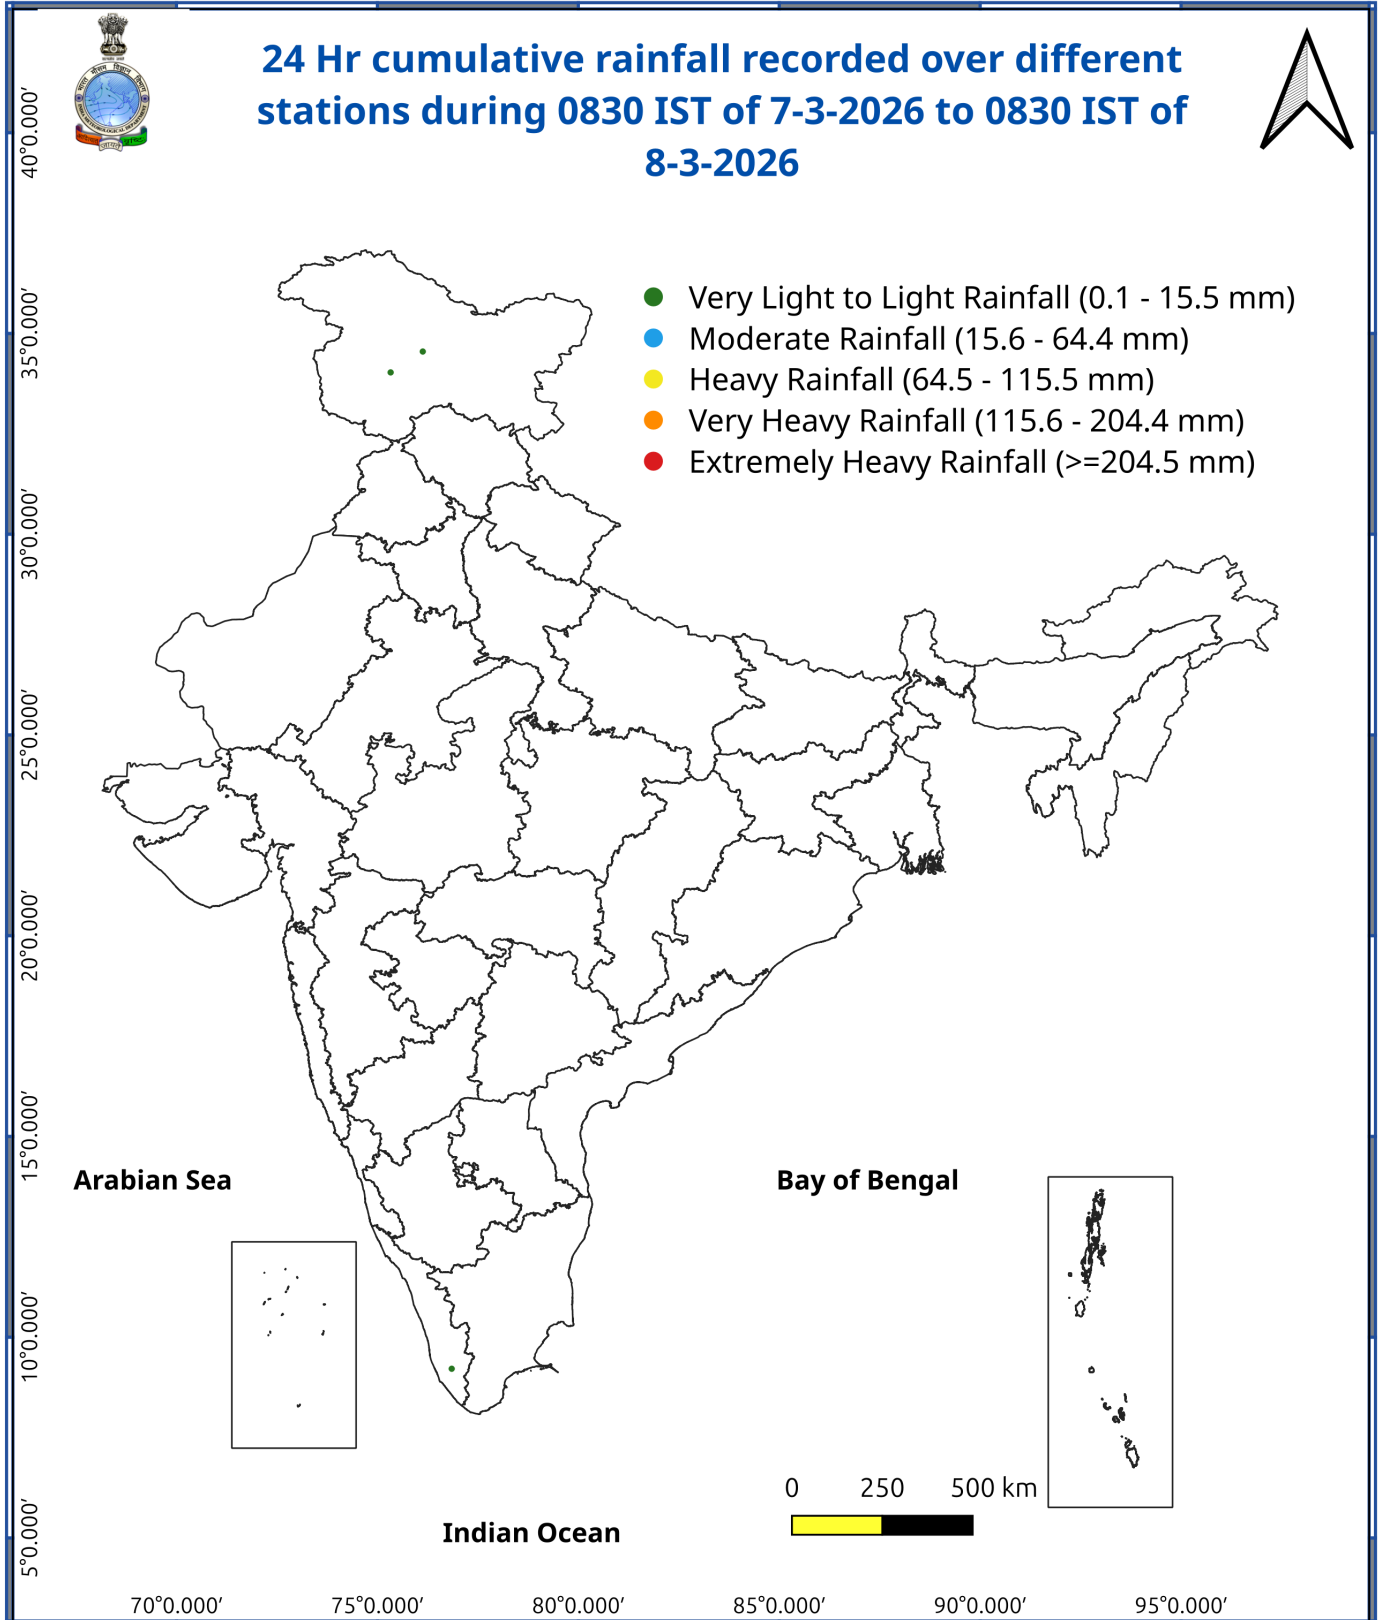 24 Hr cumulative rainfall recorded over different
stations during 0830 IST of 7-3-2026 to 0830 IST of
8-3-2026
Very Light to Light Rainfall (0.1 - 15.5 mm)
Moderate Rainfall (15.6 - 64.4 mm)
Heavy Rainfall (64.5 - 115.5 mm)
Very Heavy Rainfall (115.6 - 204.4 mm)
Extremely Heavy Rainfall (>=204.5 mm)
40°0.000′
35°0.000′
30°0.000′
25°0.000′
20°0.000′
15°0.000′
10°0.000′
5°0.000′
Arabian Sea
Bay of Bengal
Indian Ocean
0 250 500 km
70°0.000′ 75°0.000′ 80°0.000′ 85°0.000′ 90°0.000′ 95°0.000′